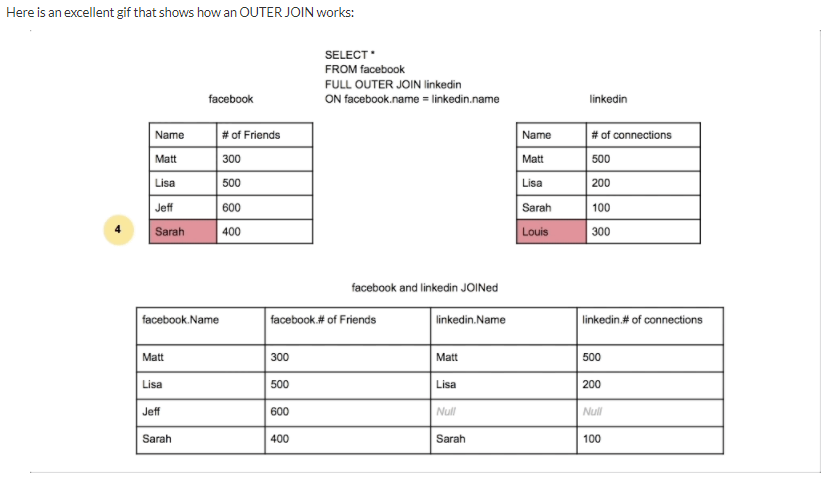 Here is an excellent gif that shows how an OUTER JOIN works:
SELECT *
FROM facebook
FULL OUTER JOIN linkedin
ON facebook.name = linkedin.name
facebook
linkedin
Name # of Friends
Matt 300
Lisa 500
Jeff 600
4 Sarah 400
Name # of connections
Matt 500
Lisa 200
Sarah 100
Louis 300
facebook and linkedin JOINed
facebook.Name facebook.# of Friends linkedin.Name linkedin.# of connections
Matt 300 Matt 500
Lisa 500 Lisa 200
Jeff 600 Null Null
Sarah 400 Sarah 100